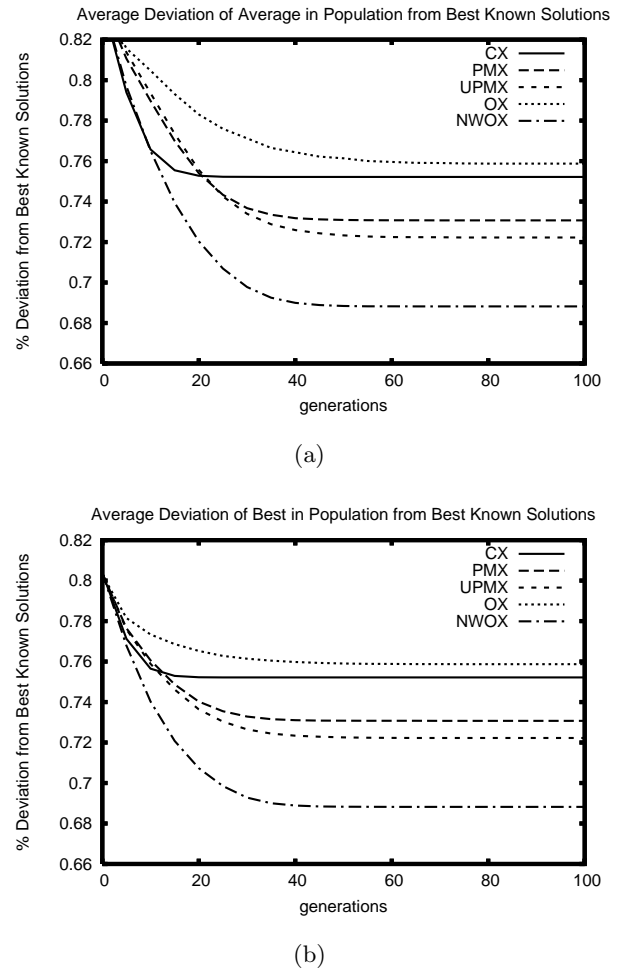 Average Deviation of Average in Population from Best Known Solutions
% Deviation from Best Known Solutions
0.82
0.8
0.78
0.76
0.74
0.72
0.7
0.68
0.66
CX
PMX
UPMX
OX
NWOX
0 20 40 60 80 100
generations
(a)
Average Deviation of Best in Population from Best Known Solutions
% Deviation from Best Known Solutions
0.82
0.8
0.78
0.76
0.74
0.72
0.7
0.68
0.66
CX
PMX
UPMX
OX
NWOX
0 20 40 60 80 100
generations
(b)